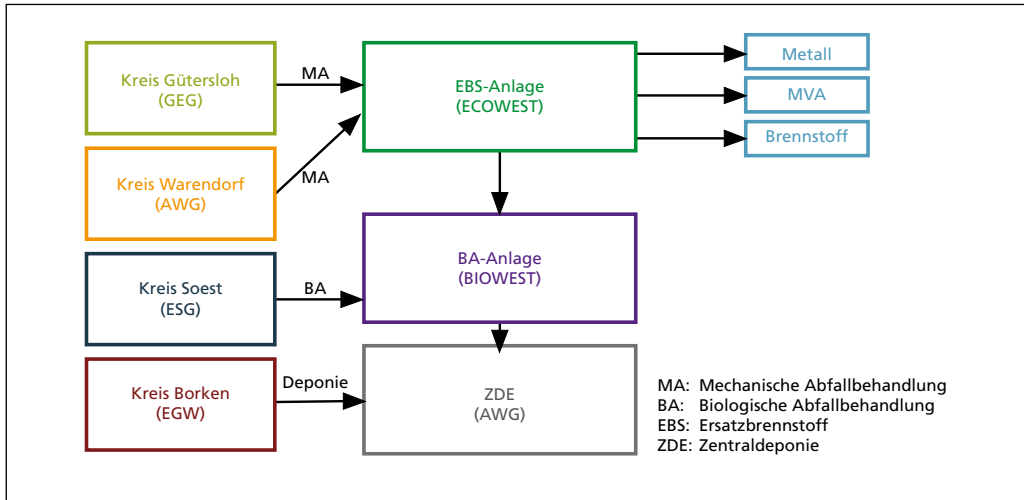 Kreis Gütersloh
(GEG)
MA
EBS-Anlage
(ECOWEST)
Metall
MVA
Brennstoff
Kreis Warendorf
(AWG)
MA
BA-Anlage
(BIOWEST)
Kreis Soest
(ESG)
BA
Kreis Borken
(EGW)
Deponie
ZDE
(AWG)
MA: Mechanische Abfallbehandlung
BA: Biologische Abfallbehandlung
EBS: Ersatzbrennstoff
ZDE: Zentraldeponie